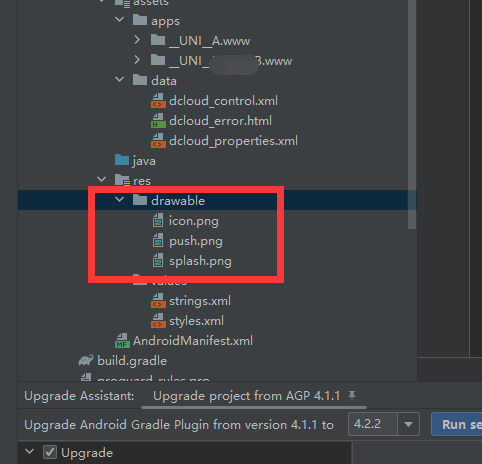 assets
apps
__UNI__A.www
__UNI__ B.www
data
dcloud_control.xml
dcloud_error.html
dcloud_properties.xml
java
res
drawable
icon.png
push.png
splash.png
values
strings.xml
styles.xml
AndroidManifest.xml
build.gradle
proguard-rules.pro
Upgrade Assistant: Upgrade project from AGP 4.1.1
Upgrade Android Gradle Plugin from version 4.1.1 to 4.2.2 Run se
Upgrade